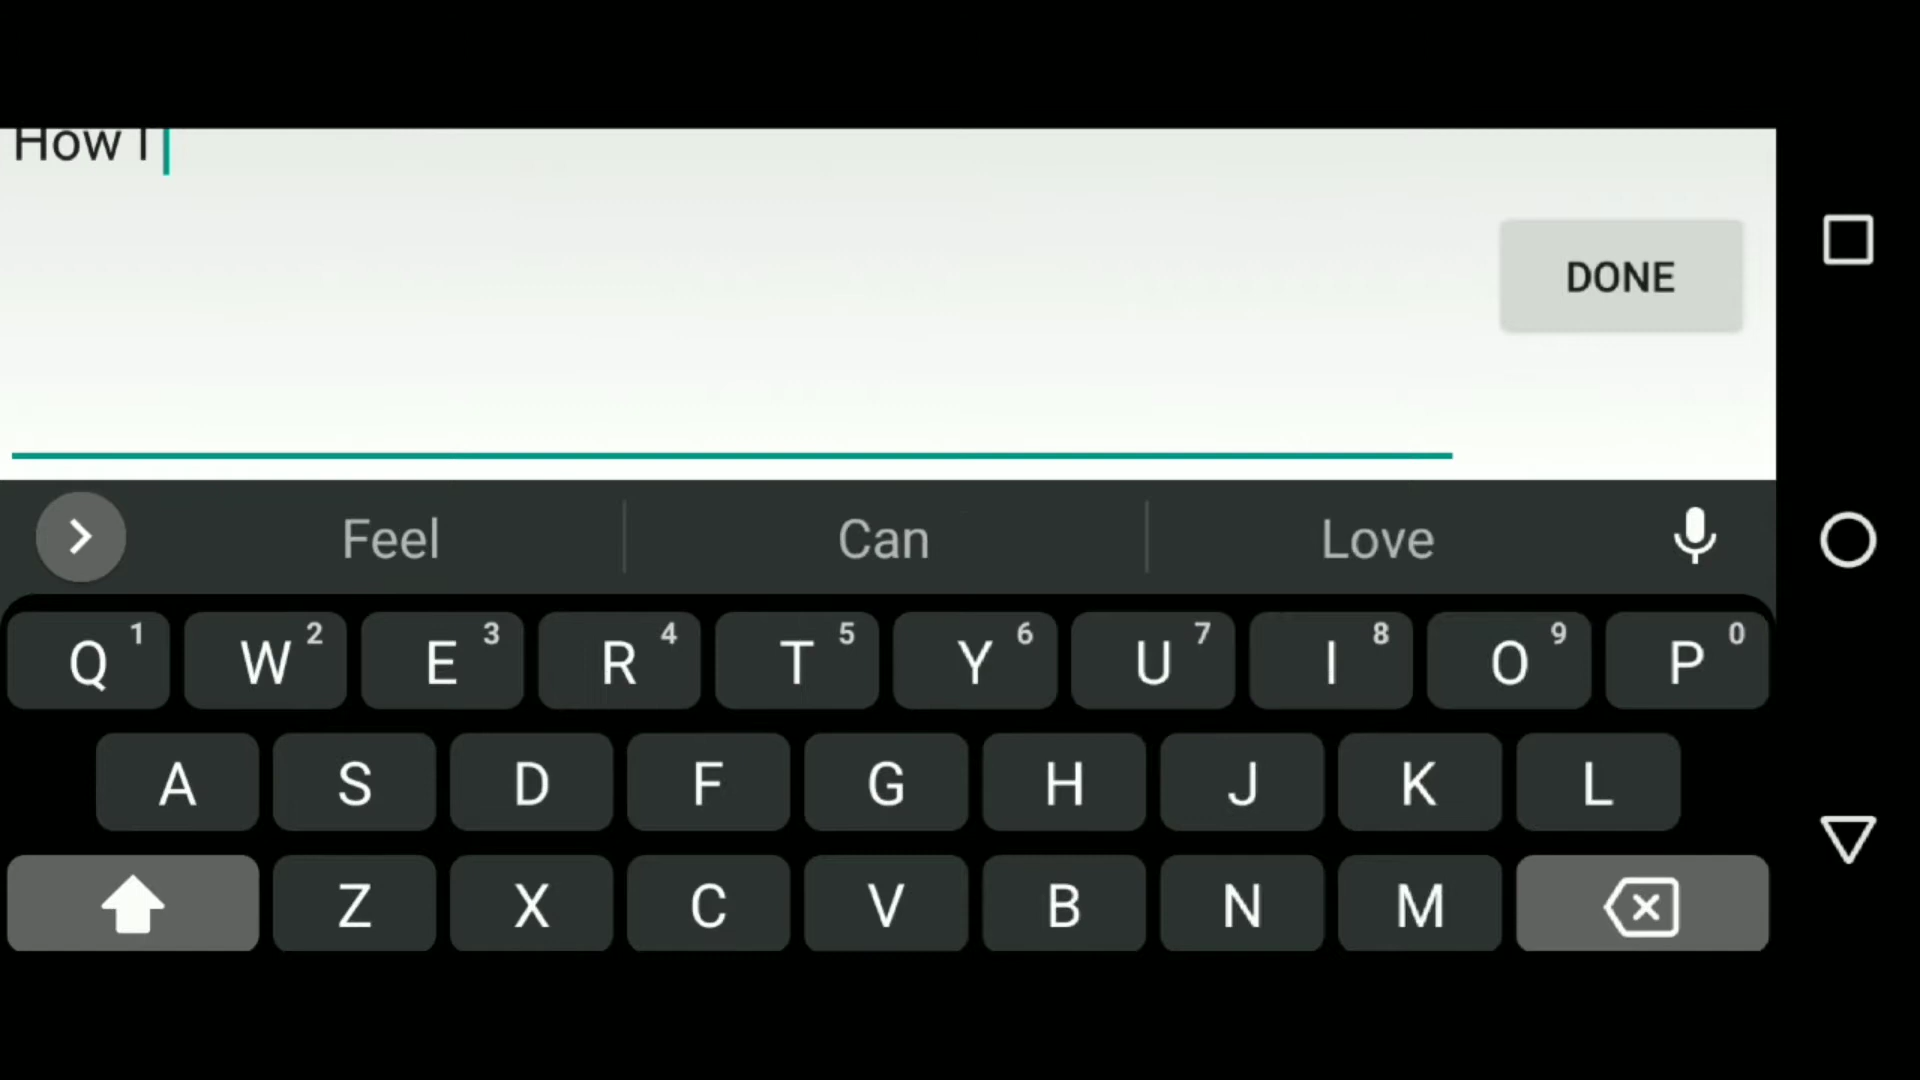 How I
DONE
Feel Can Love
Q 1 W 2 E 3 R 4 T 5 Y 6 U 7 I 8 O 9 P 0
A S D F G H J K L
Z X C V B N M